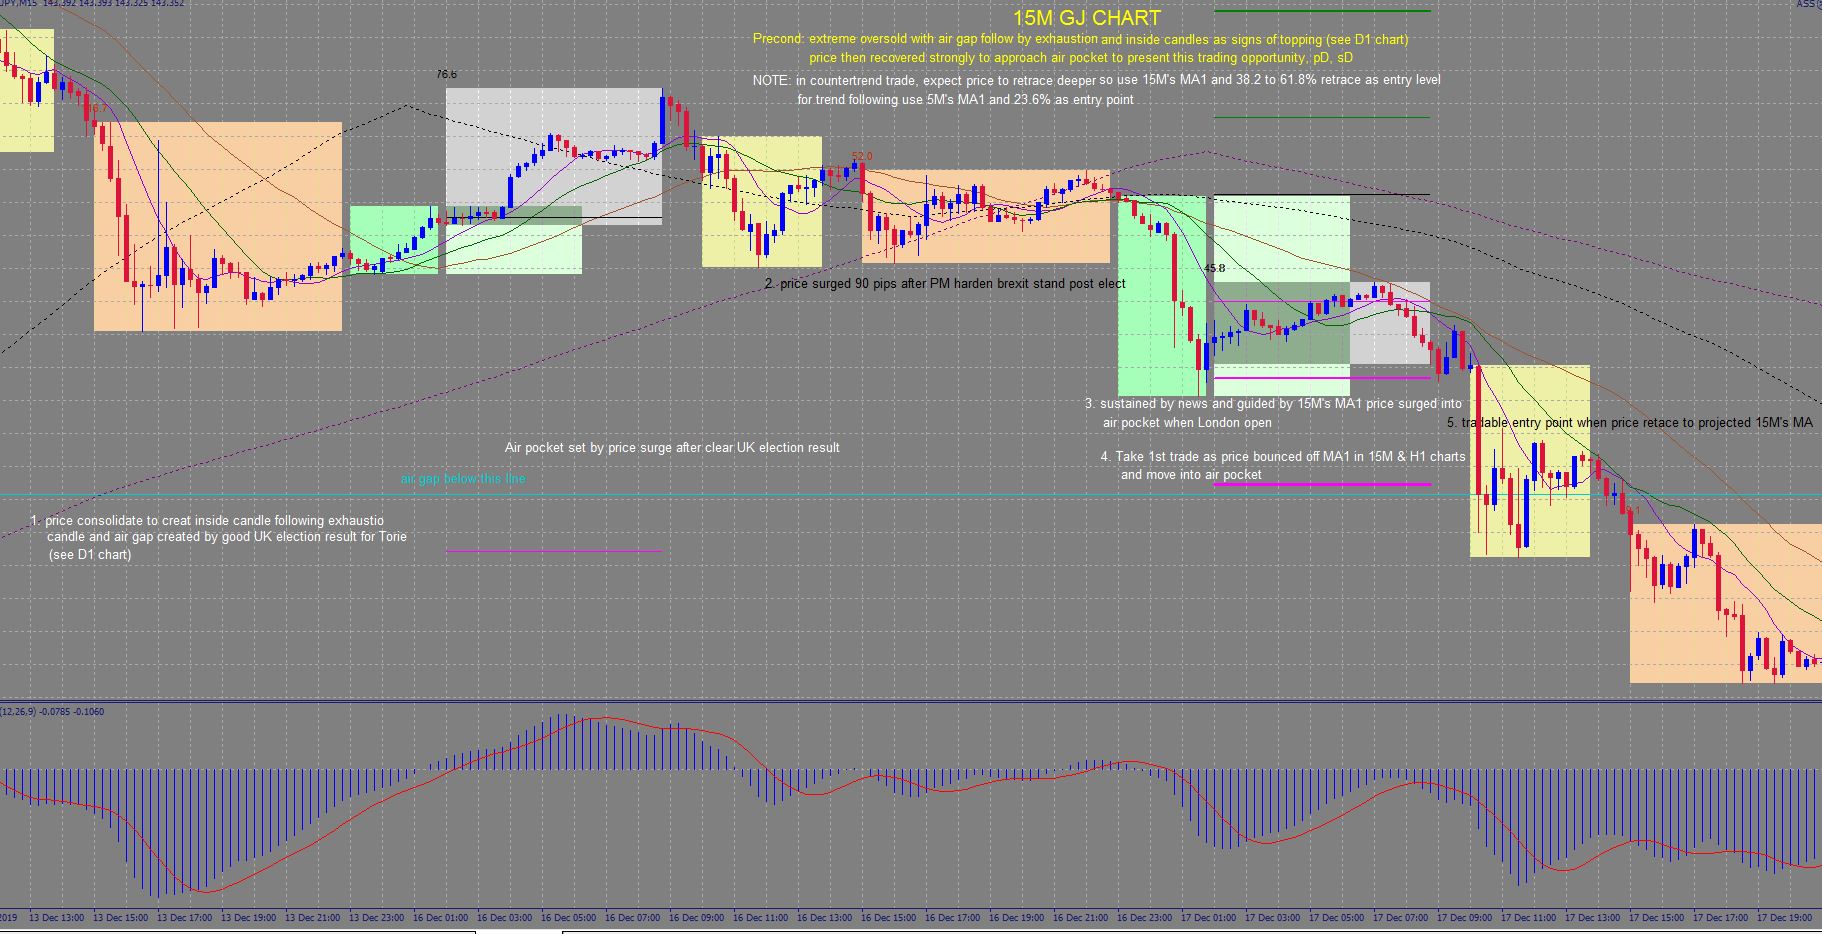 JPY,M15 143.392 143.393 143.325 143.352
ASS
15M GJ CHART
Precond: extreme oversold with air gap follow by exhaustion and inside candles as signs of topping (see D1 chart)
price then recovered strongly to approach air pocket to present this trading opportunity, pD, sD
NOTE: in countertrend trade, expect price to retrace deeper so use 15M's MA1 and 38.2 to 61.8% retrace as entry level
for trend following use 5M's MA1 and 23.6% as entry point
76.6
52.0
45.8
2. price surged 90 pips after PM harden brexit stand post elect
3. sustained by news and guided by 15M's MA1 price surged into
air pocket when London open
5. tradable entry point when price retace to projected 15M's MA
Air pocket set by price surge after clear UK election result
4. Take 1st trade as price bounced off MA1 in 15M & H1 charts
and move into air pocket
air gap below this line
1. price consolidate to creat inside candle following exhaustio
candle and air gap created by good UK election result for Torie
(see D1 chart)
(12,26,9) -0.0785 -0.1060
2019 13 Dec 13:00 13 Dec 15:00 13 Dec 17:00 13 Dec 19:00 13 Dec 21:00 13 Dec 23:00 16 Dec 01:00 16 Dec 03:00 16 Dec 05:00 16 Dec 07:00 16 Dec 09:00 16 Dec 11:00 16 Dec 13:00 16 Dec 15:00 16 Dec 17:00 16 Dec 19:00 16 Dec 21:00 16 Dec 23:00 17 Dec 01:00 17 Dec 03:00 17 Dec 05:00 17 Dec 07:00 17 Dec 09:00 17 Dec 11:00 17 Dec 13:00 17 Dec 15:00 17 Dec 17:00 17 Dec 19:00